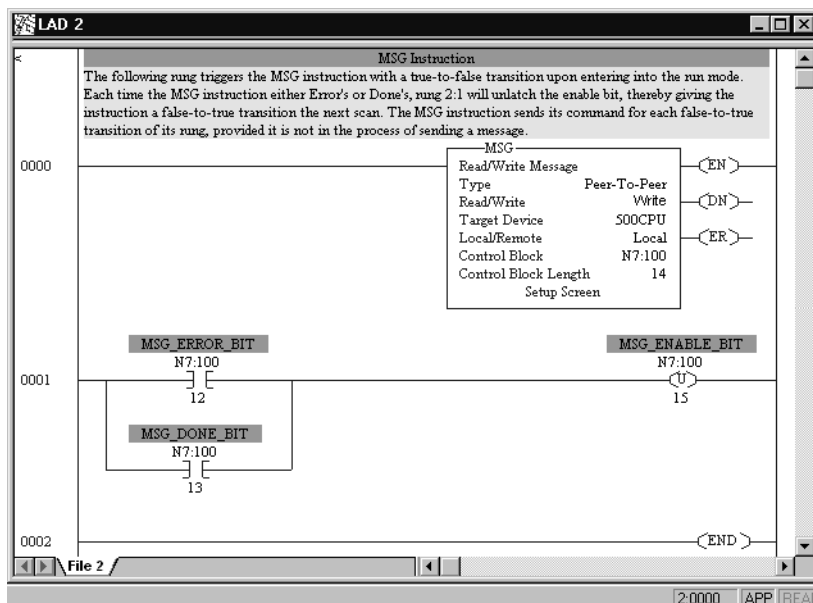 LAD 2
MSG Instruction
The following rung triggers the MSG instruction with a true-to-false transition upon entering into the run mode.
Each time the MSG instruction either Error's or Done's, rung 2:1 will unlatch the enable bit, thereby giving the
instruction a false-to-true transition the next scan. The MSG instruction sends its command for each false-to-true
transition of its rung, provided it is not in the process of sending a message.
MSG
0000
Read/Write Message
EN
Type Peer-To-Peer
Read/Write Write
DN
Target Device 500CPU
Local/Remote Local
ER
Control Block N7:100
Control Block Length 14
Setup Screen
MSG_ERROR_BIT
MSG_ENABLE_BIT
N7:100
N7:100
0001
U
12
15
MSG_DONE_BIT
N7:100
13
0002
END
File 2
2:0000 APP READ